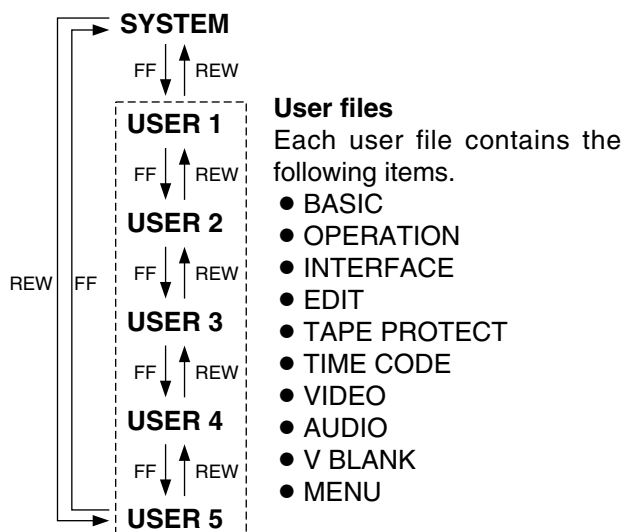 SYSTEM
FF REW
USER 1
FF REW
USER 2
FF REW
USER 3
FF REW
USER 4
FF REW
USER 5
REW FF
User files
Each user file contains the
following items.
● BASIC
● OPERATION
● INTERFACE
● EDIT
● TAPE PROTECT
● TIME CODE
● VIDEO
● AUDIO
● V BLANK
● MENU